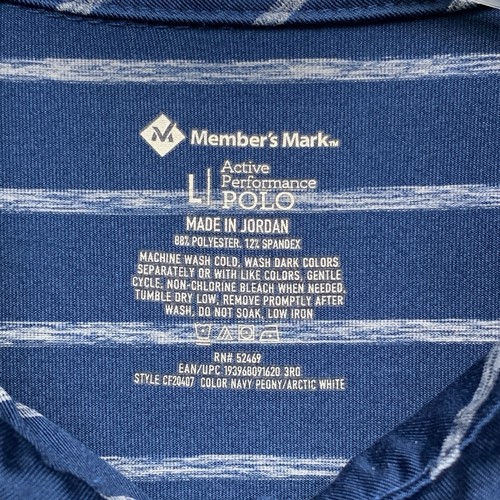 Member's Mark™
L | Active
Performance
POLO
MADE IN JORDAN
88% POLYESTER, 12% SPANDEX
MACHINE WASH COLD, WASH DARK COLORS
SEPARATELY OR WITH LIKE COLORS, GENTLE
CYCLE, NON-CHLORINE BLEACH WHEN NEEDED,
TUMBLE DRY LOW, REMOVE PROMPTLY AFTER
WASH, DO NOT SOAK, LOW IRON
RN# 52469
EAN/UPC 193968091620 3RD
STYLE CF20407 COLOR NAVY PEONY/ARCTIC WHITE